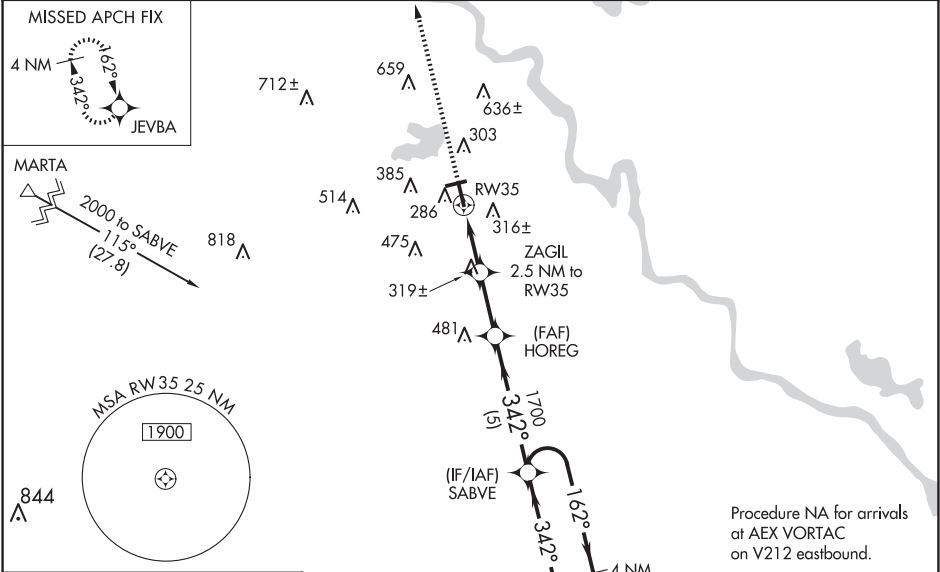 MISSED APCH FIX
4 NM
162°
342°
JEVBA
712±
659
636±
303
MARTA
2000 to SABVE
115°
(27.8)
385
514
286
RW35
316±
818
475
ZAGIL
2.5 NM to
RW35
319±
481
(FAF)
HOREG
MSA RW35 25 NM
1900
1700
342°
(5)
(IF/IAF)
SABVE
844
162°
342°
4 NM
Procedure NA for arrivals
at AEX VORTAC
on V212 eastbound.